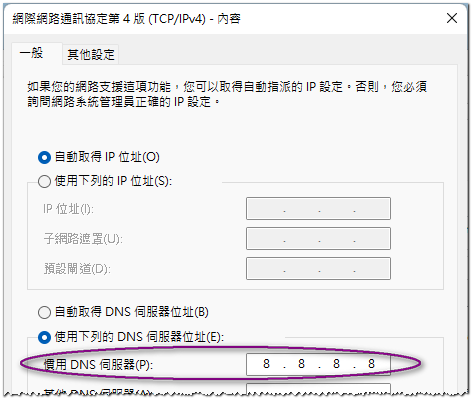 網際網路通訊協定第 4 版 (TCP/IPv4) - 內容
一般
其他設定
如果您的網路支援這項功能，您可以取得自動指派的 IP 設定。否則，您必須
詢問網路系統管理員正確的 IP 設定。
自動取得 IP 位址(O)
使用下列的 IP 位址(S):
IP 位址(I):
子網路遮罩(U):
預設閘道(D):
自動取得 DNS 伺服器位址(B)
使用下列的 DNS 伺服器位址(E):
慣用 DNS 伺服器(P):
8 . 8 . 8 . 8